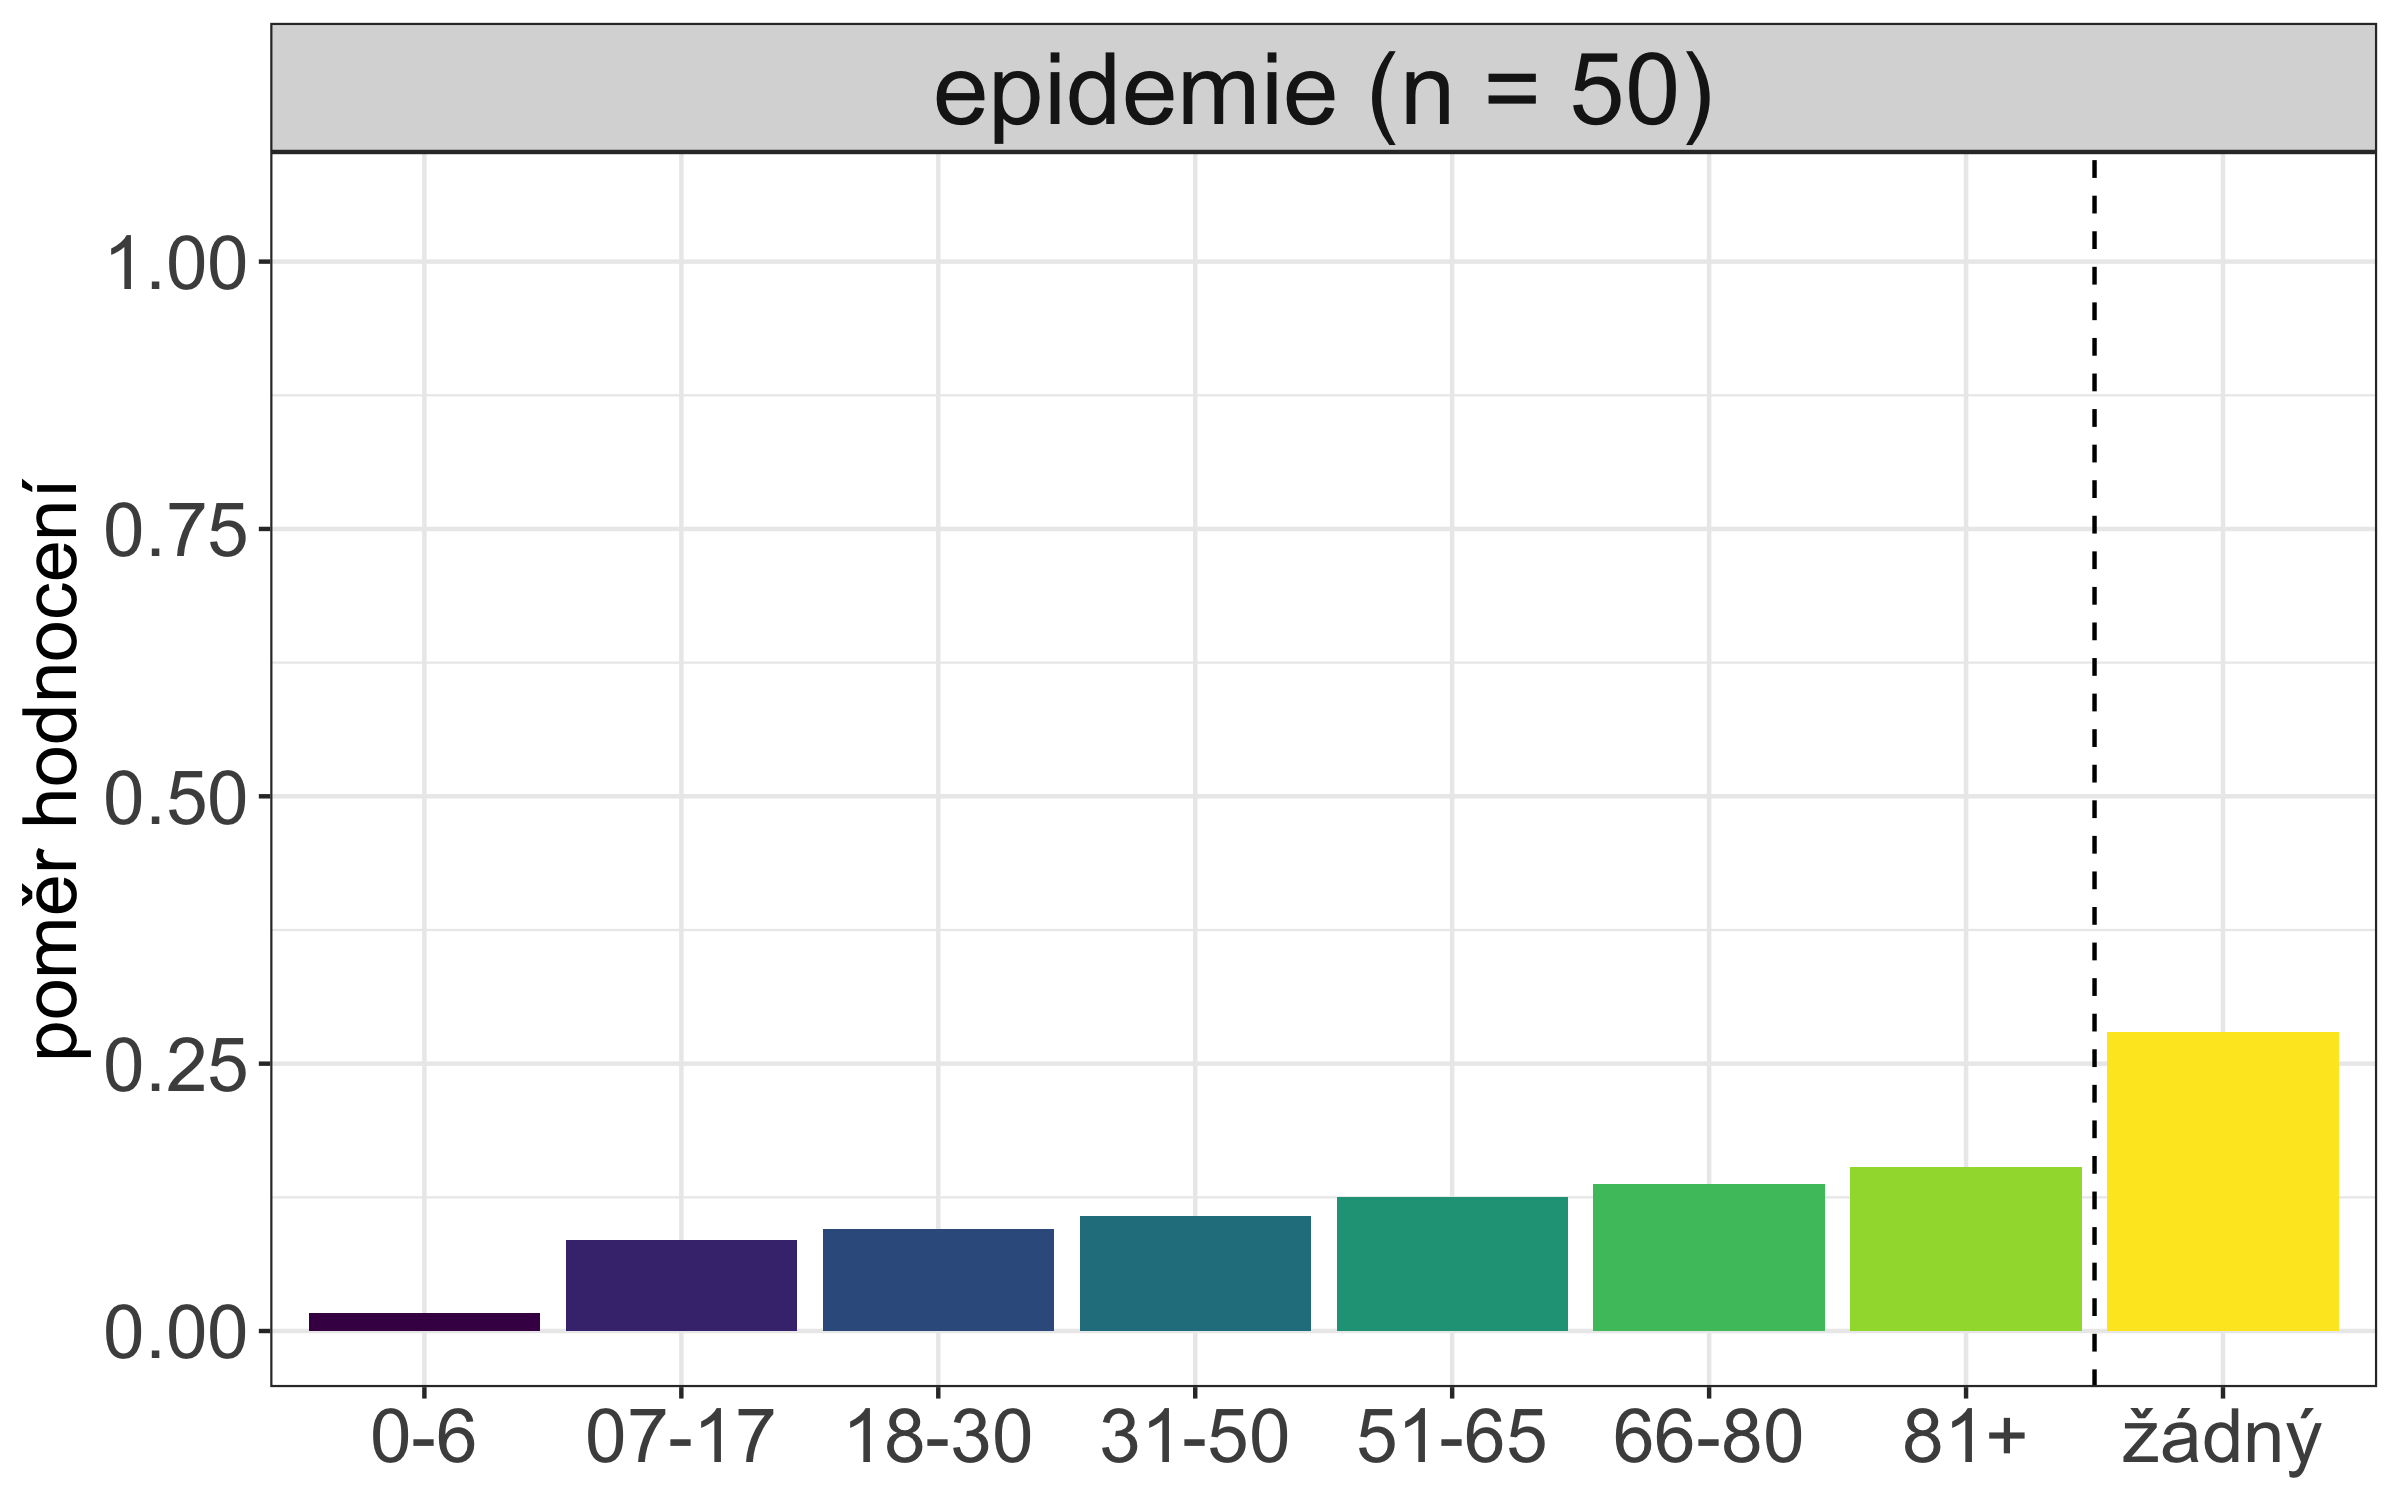 epidemie (n = 50)
poměr hodnocení
1.00
0.75
0.50
0.25
0.00
0-6 07-17 18-30 31-50 51-65 66-80 81+ žádný